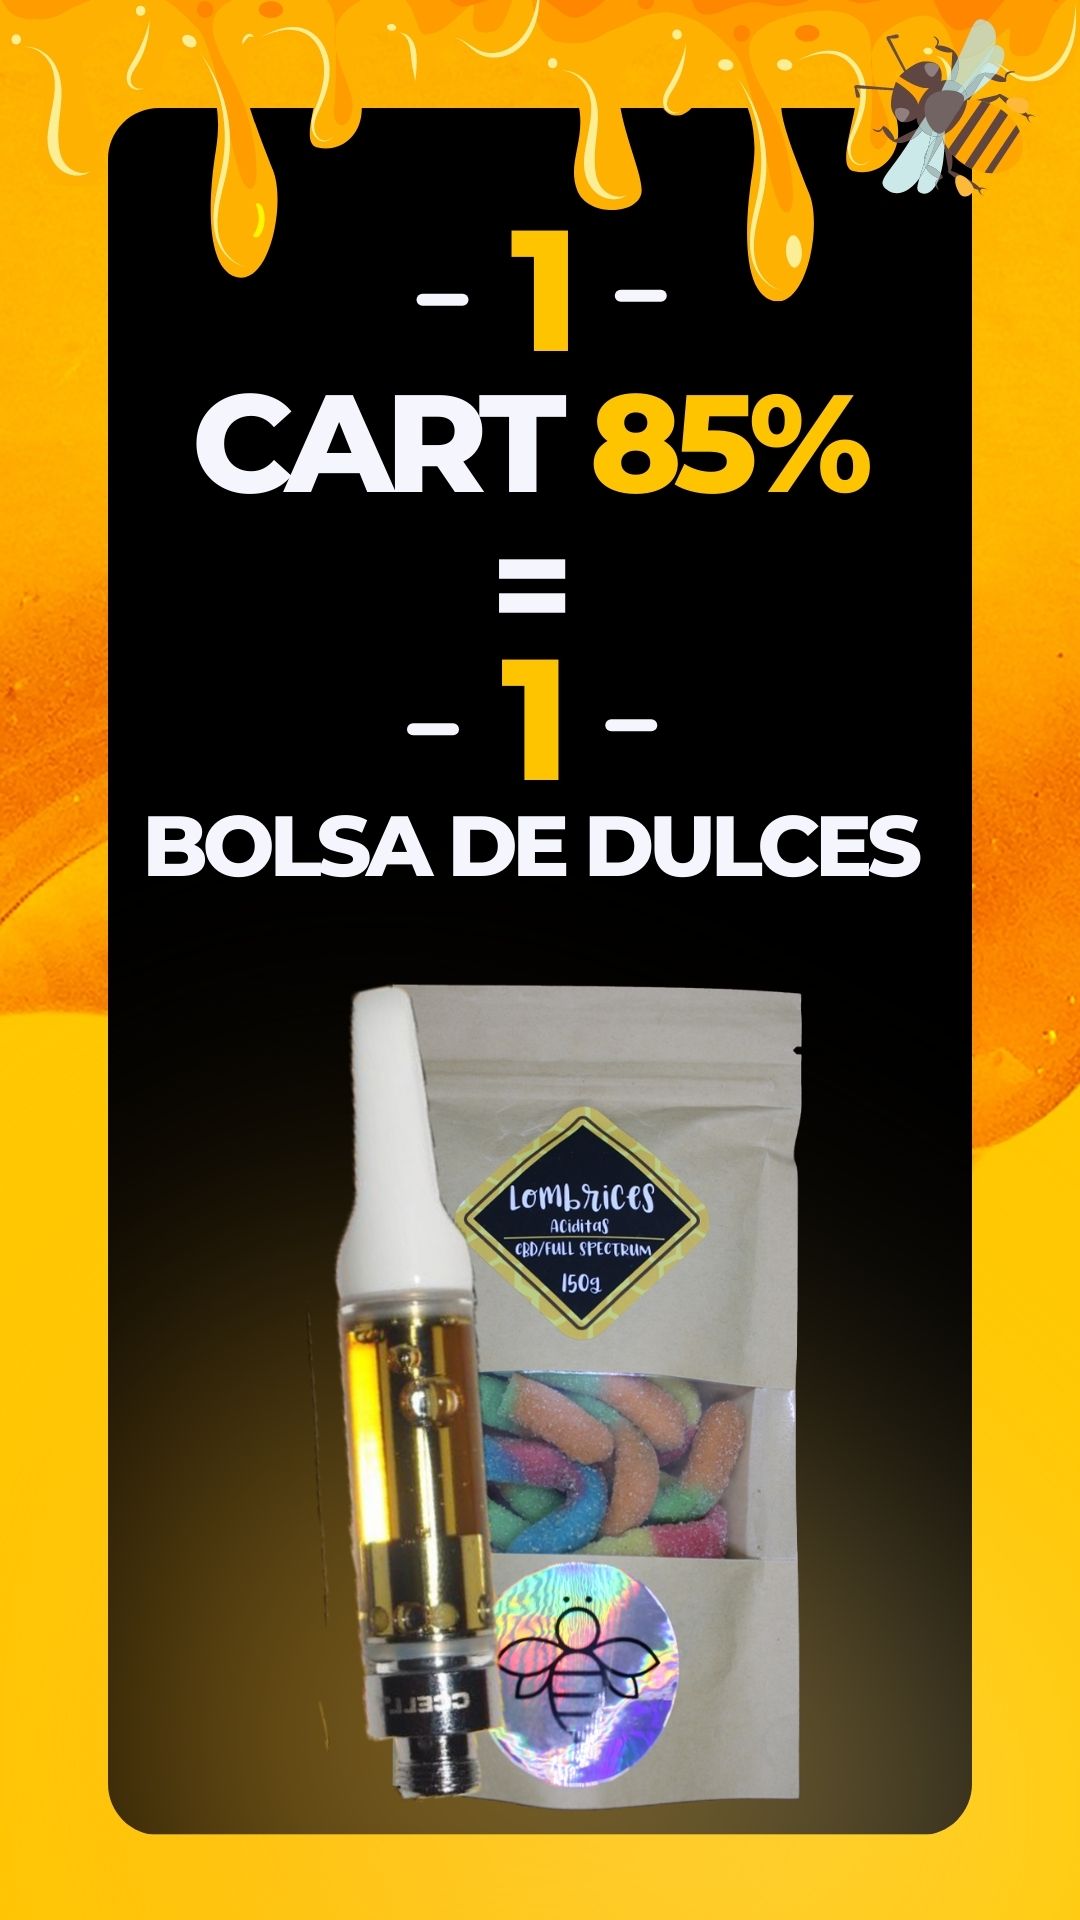 - 1 -
CART 85%
=
- 1 -
BOLSA DE DULCES
Lombrices
ACiditas
CBD/FULL SPECTRUM
150g
CCELL